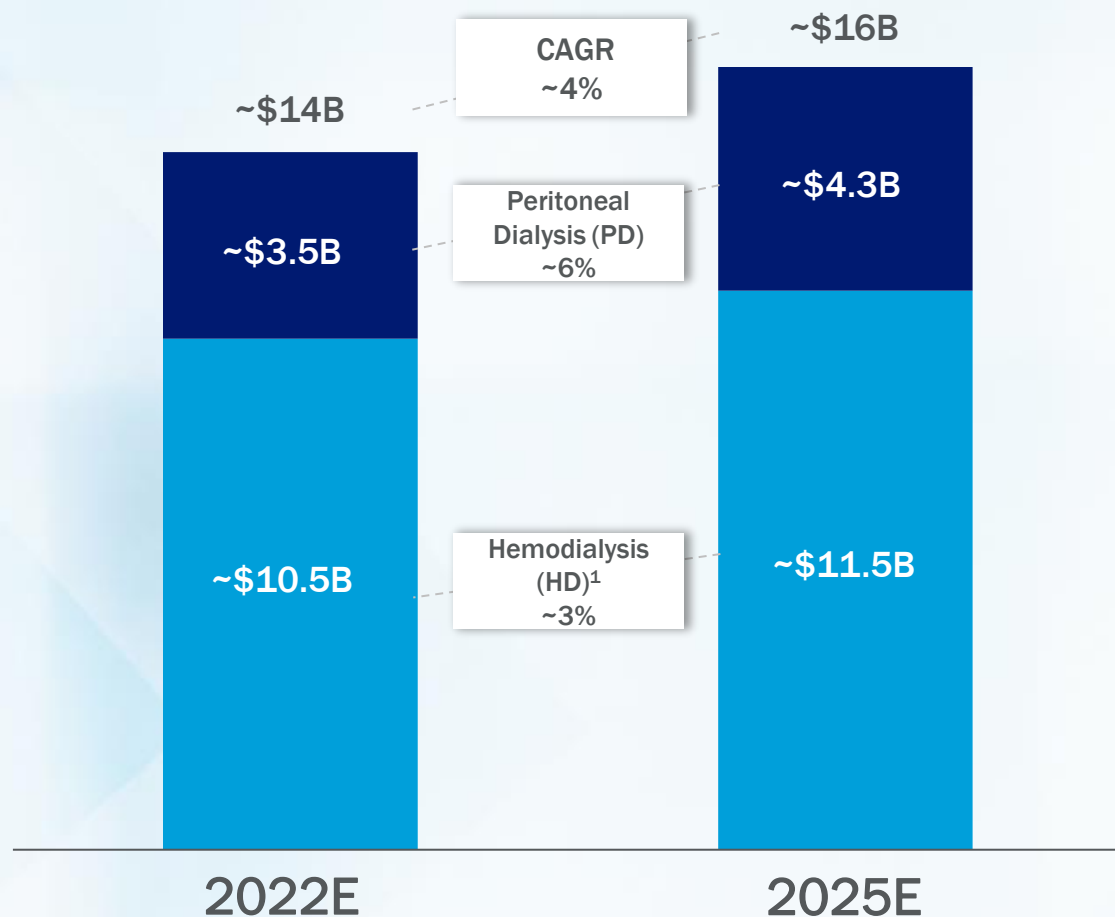 ~$14B
CAGR
~4%
~$16B
~$3.5B
Peritoneal
Dialysis (PD)
~6%
~$4.3B
~$10.5B
Hemodialysis
(HD)¹
~3%
~$11.5B
2022E
2025E